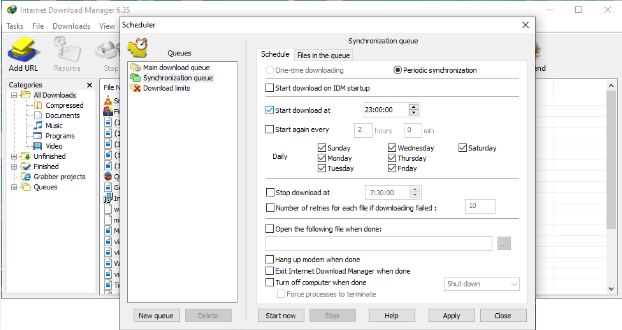 Internet Download Manager 6.35
Tasks File Downloads View
Add URL
Resume
Categories
All Downloads
Compressed
Documents
Music
Programs
Video
Unfinished
Finished
Grabber projects
Queues
Scheduler
Queues
Main download queue
Synchronization queue
Download limits
New queue
Delete
Synchronization queue
Schedule
Files in the queue
One-time downloading
Periodic synchronization
Start download on IDM startup
Start download at 23:00:00
Start again every 2 hours 0 min
Daily
Sunday Wednesday Saturday
Monday Thursday
Tuesday Friday
Stop download at 7:30:00
Number of retries for each file if downloading failed : 10
Open the following file when done:
...
Hang up modem when done
Exit Internet Download Manager when done
Turn off computer when done Shut down
Force processes to terminate
Start now Stop Help Apply Close